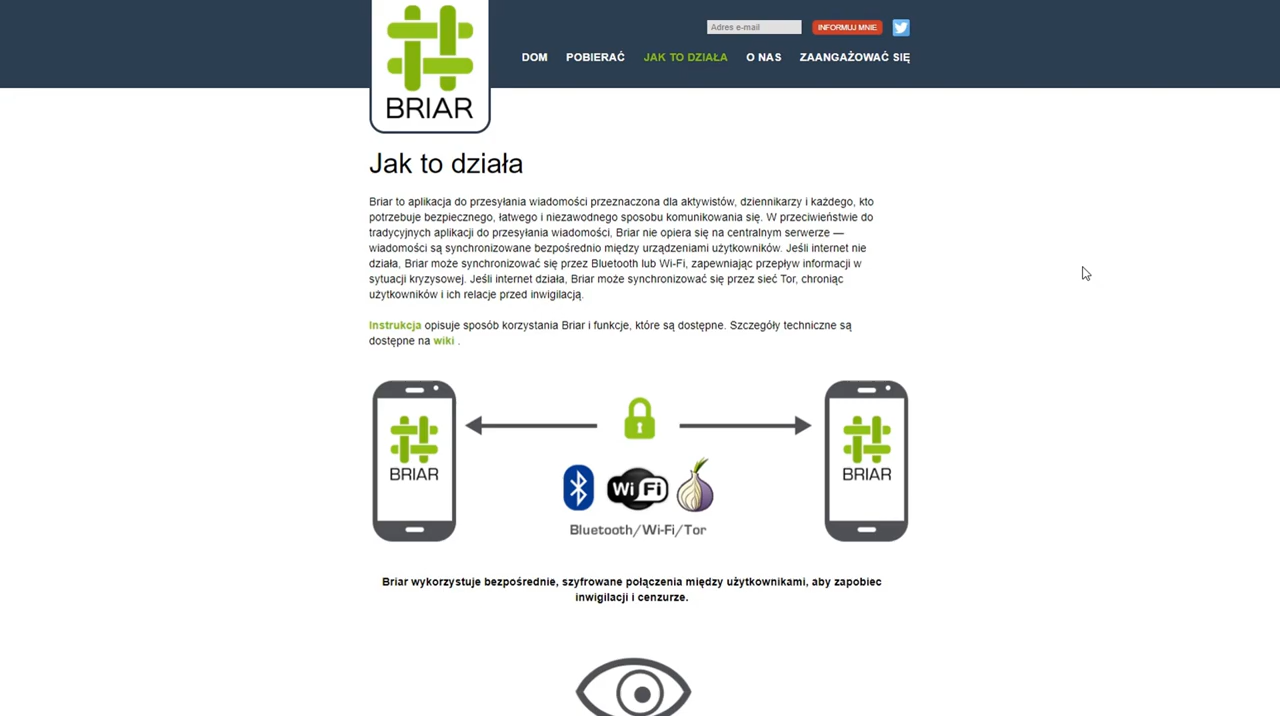 Adres e-mail
INFORMUJ MNIE
DOM
POBIERAĆ
JAK TO DZIAŁA
O NAS
ZAANGAŻOWAĆ SIĘ
BRIAR
Jak to działa
Briar to aplikacja do przesyłania wiadomości przeznaczona dla aktywistów, dziennikarzy i każdego, kto
potrzebuje bezpiecznego, łatwego i niezawodnego sposobu komunikowania się. W przeciwieństwie do
tradycyjnych aplikacji do przesyłania wiadomości, Briar nie opiera się na centralnym serwerze —
wiadomości są synchronizowane bezpośrednio między urządzeniami użytkowników. Jeśli internet nie
działa, Briar może synchronizować się przez Bluetooth lub Wi-Fi, zapewniając przepływ informacji w
sytuacji kryzysowej. Jeśli internet działa, Briar może synchronizować się przez sieć Tor, chroniąc
użytkowników i ich relacje przed inwigilacją.
Instrukcja opisuje sposób korzystania Briar i funkcje, które są dostępne. Szczegóły techniczne są
dostępne na wiki .
BRIAR
BRIAR
Wi Fi
Bluetooth/Wi-Fi/Tor
Briar wykorzystuje bezpośrednie, szyfrowane połączenia między użytkownikami, aby zapobiec
inwigilacji i cenzurze.